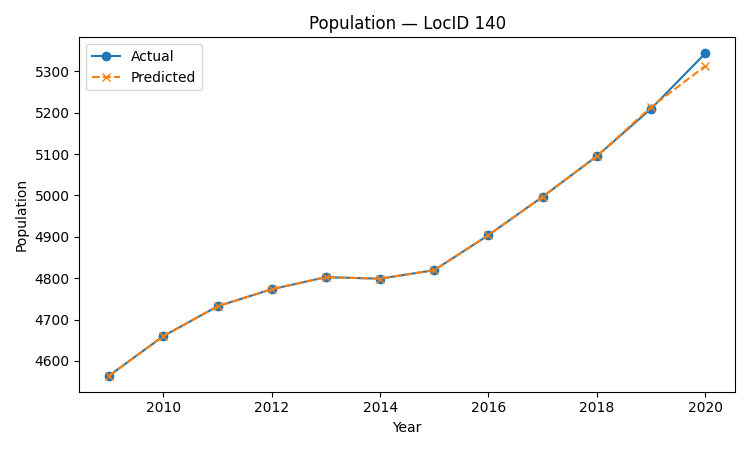 Population — LocID 140
Actual
Predicted
5300
5200
5100
5000
4900
4800
4700
4600
Population
2010 2012 2014 2016 2018 2020
Year